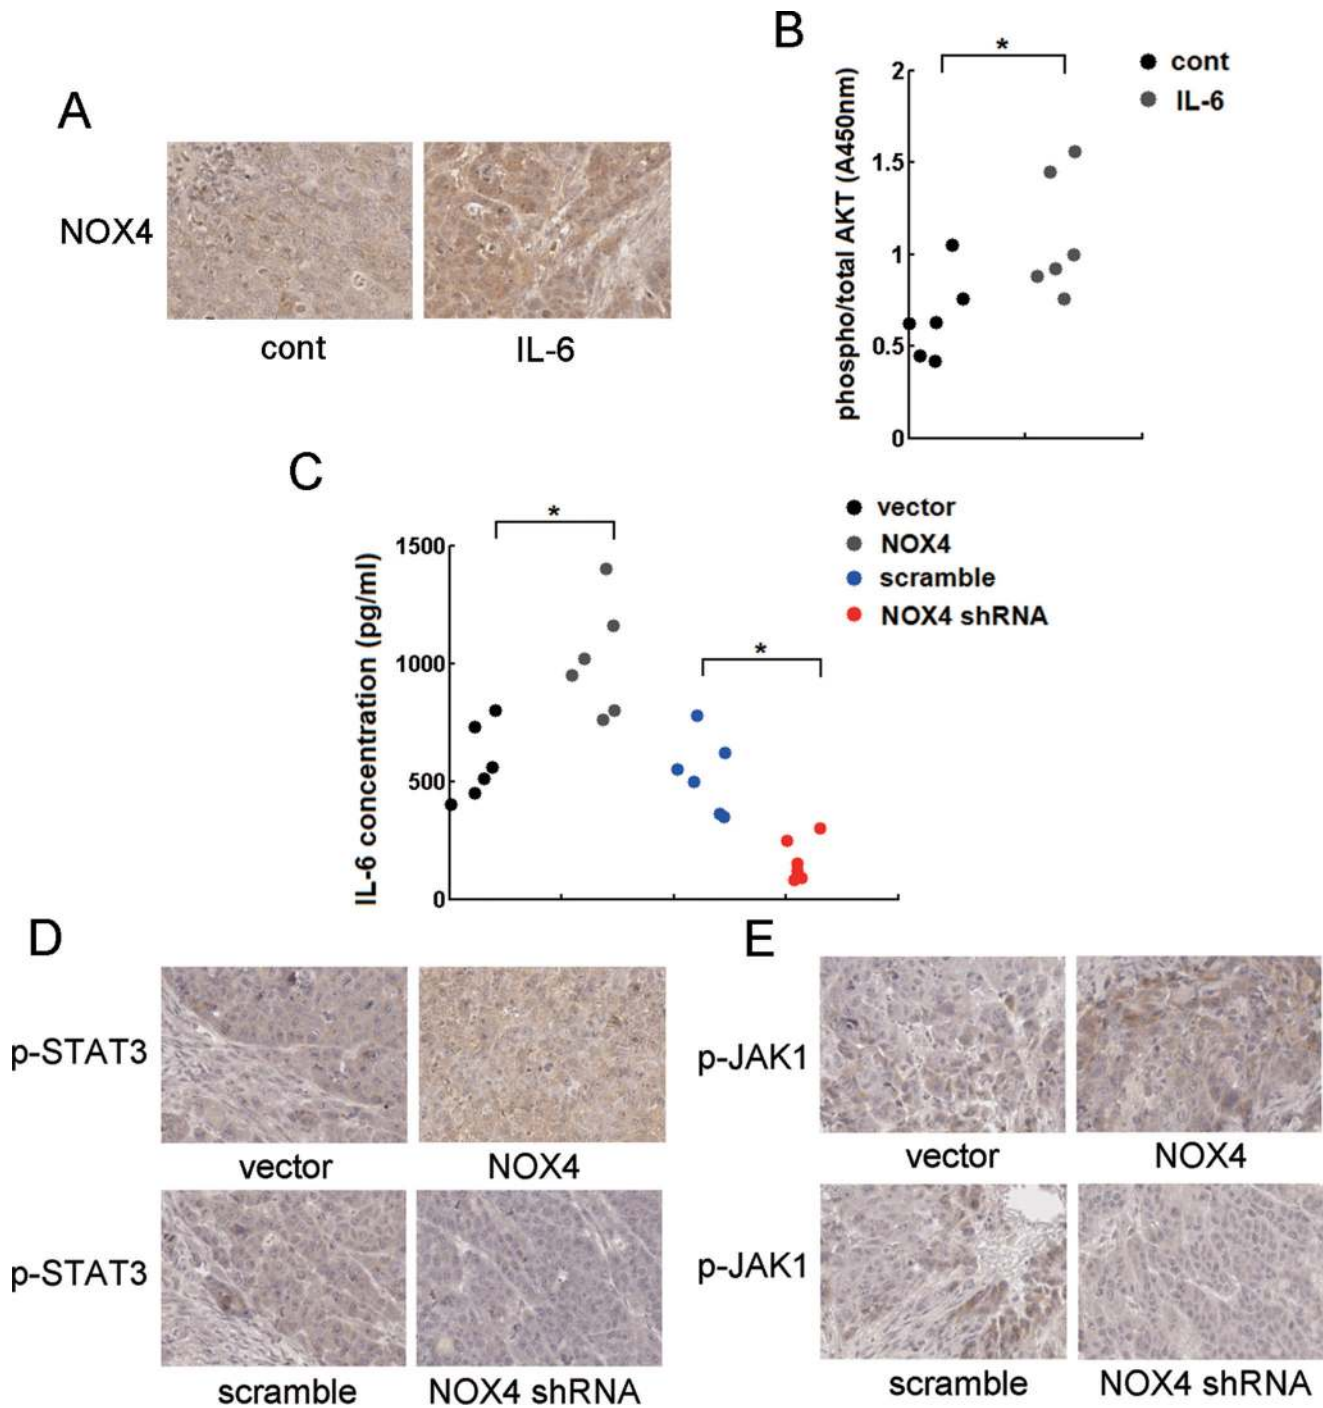 A
NOX4
cont
IL-6
B
*
cont
IL-6
phospho/total AKT (A450nm)
2
1.5
1
0.5
0
C
*
*
vector
NOX4
scramble
NOX4 shRNA
IL-6 concentration (pg/ml)
1500
1000
500
0
D
p-STAT3
vector
NOX4
p-STAT3
scramble
NOX4 shRNA
E
p-JAK1
vector
NOX4
p-JAK1
scramble
NOX4 shRNA